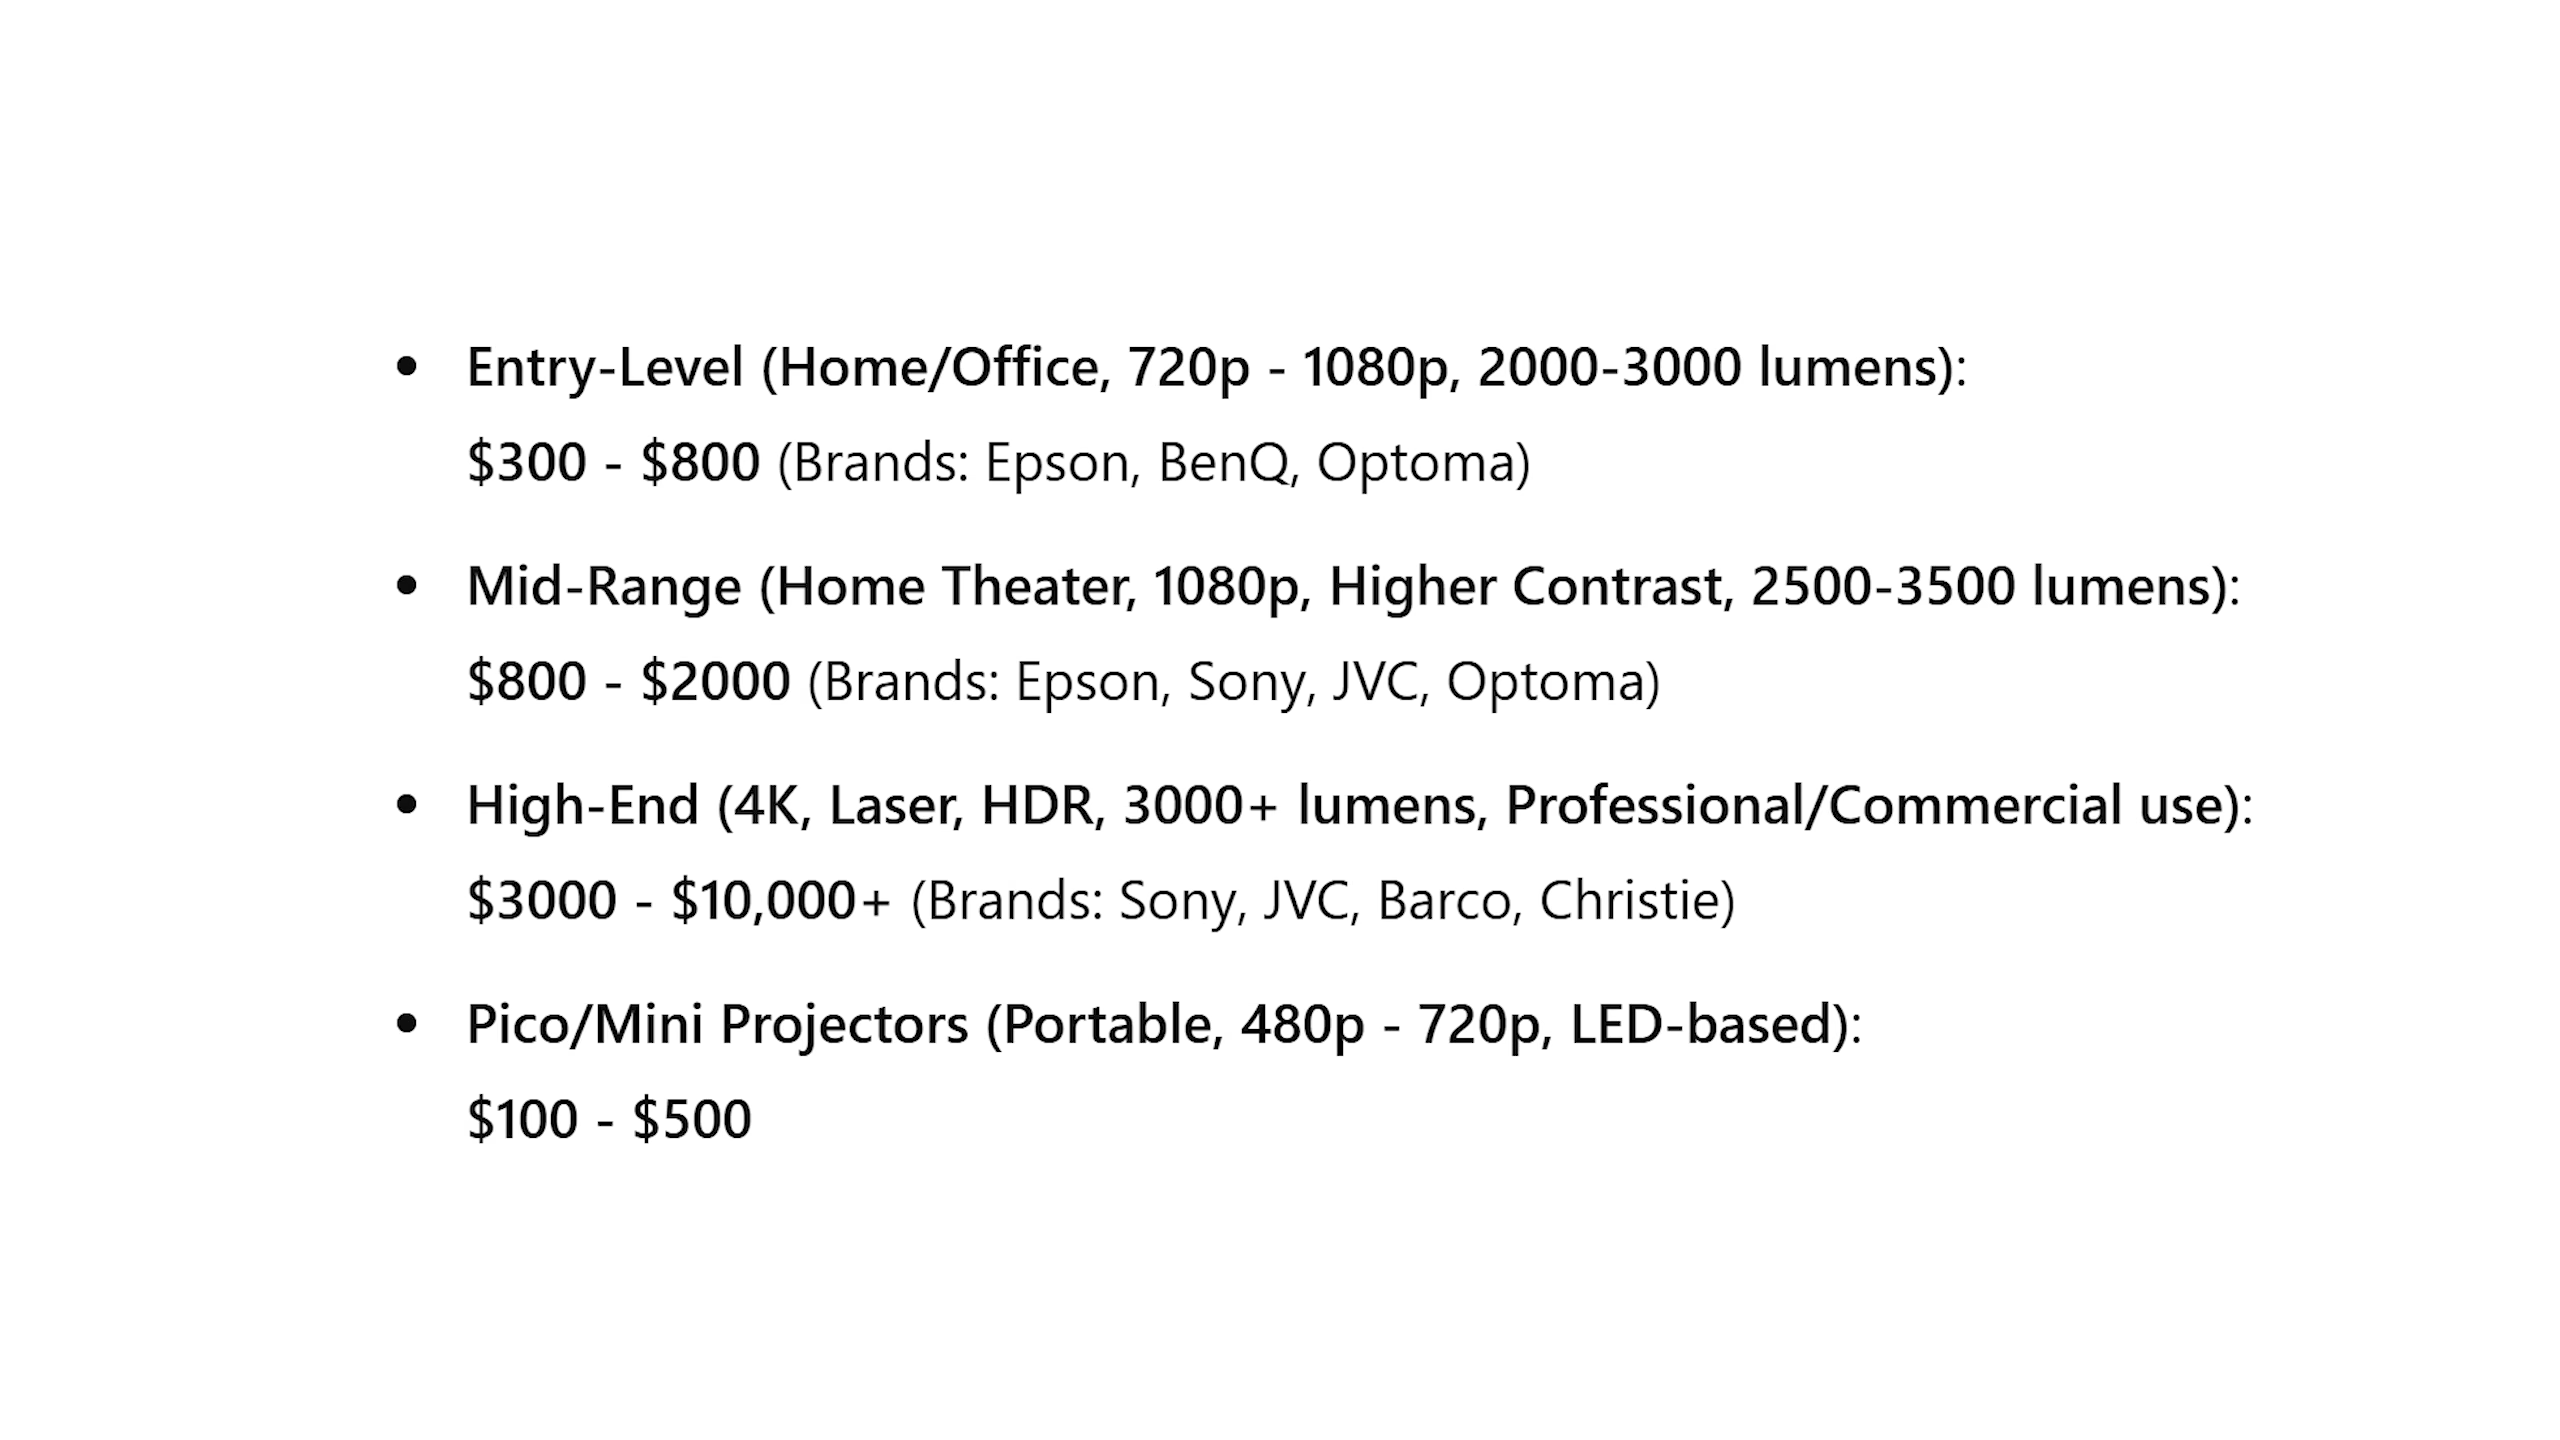 • Entry-Level (Home/Office, 720p - 1080p, 2000-3000 lumens):
$300 - $800 (Brands: Epson, BenQ, Optoma)
• Mid-Range (Home Theater, 1080p, Higher Contrast, 2500-3500 lumens):
$800 - $2000 (Brands: Epson, Sony, JVC, Optoma)
• High-End (4K, Laser, HDR, 3000+ lumens, Professional/Commercial use):
$3000 - $10,000+ (Brands: Sony, JVC, Barco, Christie)
• Pico/Mini Projectors (Portable, 480p - 720p, LED-based):
$100 - $500